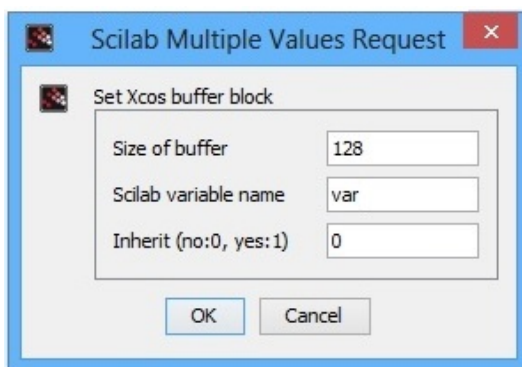 Scilab Multiple Values Request
Set Xcos buffer block
Size of buffer 128
Scilab variable name var
Inherit (no:0, yes:1) 0
OK Cancel